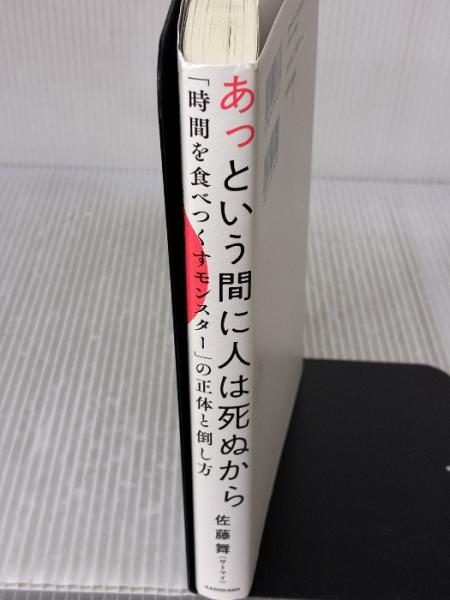 あっという間に人は死ぬから
「時間を食べつくすモンスター」の正体と倒し方
佐藤舞(サトマイ)
KADOKAWA